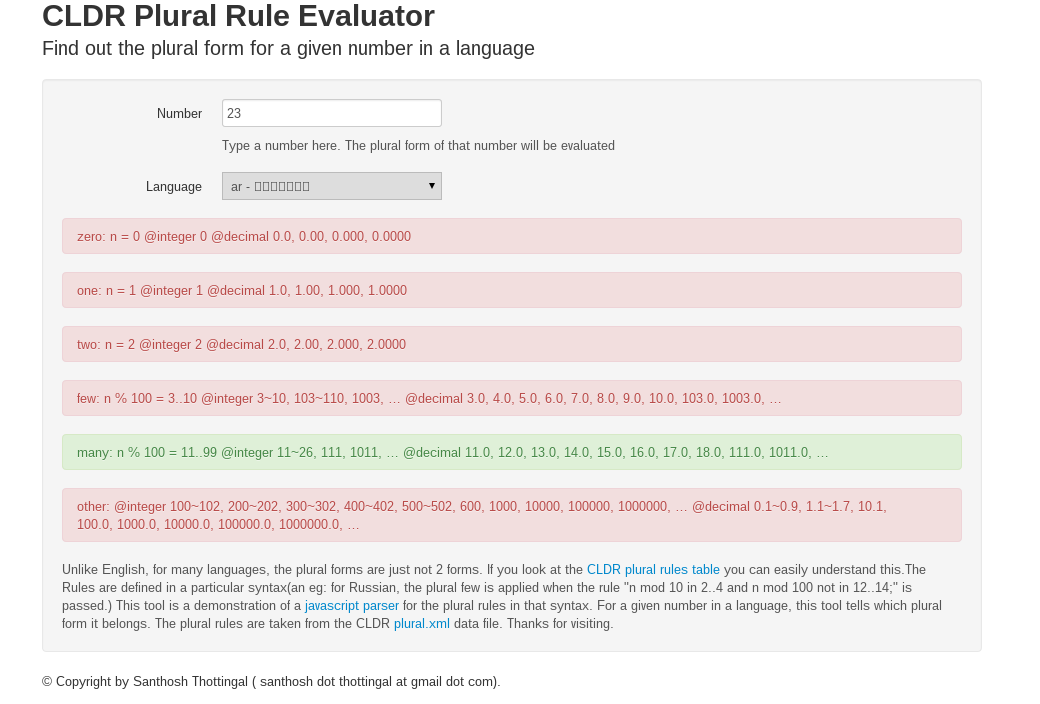 CLDR Plural Rule Evaluator
Find out the plural form for a given number in a language
Number
23
Type a number here. The plural form of that number will be evaluated
Language
ar -
zero: n = 0 @integer 0 @decimal 0.0, 0.00, 0.000, 0.0000
one: n = 1 @integer 1 @decimal 1.0, 1.00, 1.000, 1.0000
two: n = 2 @integer 2 @decimal 2.0, 2.00, 2.000, 2.0000
few: n % 100 = 3..10 @integer 3~10, 103~110, 1003, … @decimal 3.0, 4.0, 5.0, 6.0, 7.0, 8.0, 9.0, 10.0, 103.0, 1003.0, …
many: n % 100 = 11..99 @integer 11~26, 111, 1011, … @decimal 11.0, 12.0, 13.0, 14.0, 15.0, 16.0, 17.0, 18.0, 111.0, 1011.0, …
other: @integer 100~102, 200~202, 300~302, 400~402, 500~502, 600, 1000, 10000, 100000, 1000000, … @decimal 0.1~0.9, 1.1~1.7, 10.1,
100.0, 1000.0, 10000.0, 100000.0, 1000000.0, …
Unlike English, for many languages, the plural forms are just not 2 forms. If you look at the CLDR plural rules table you can easily understand this.The
Rules are defined in a particular syntax(an eg: for Russian, the plural few is applied when the rule "n mod 10 in 2..4 and n mod 100 not in 12..14;" is
passed.) This tool is a demonstration of a javascript parser for the plural rules in that syntax. For a given number in a language, this tool tells which plural
form it belongs. The plural rules are taken from the CLDR plural.xml data file. Thanks for visiting.
© Copyright by Santhosh Thottingal ( santhosh dot thottingal at gmail dot com).